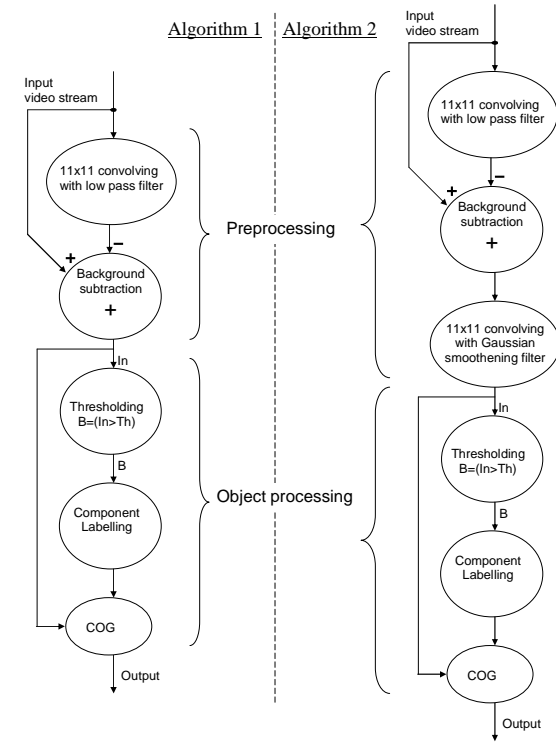 Algorithm 1
Input
video stream
11x11 convolving
with low pass filter
−
+
Background
subtraction
+
In
Thresholding
B=(In>Th)
B
Component
Labelling
COG
Output
Preprocessing
Object processing
Algorithm 2
Input
video stream
11x11 convolving
with low pass filter
−
+
Background
subtraction
+
11x11 convolving
with Gaussian
smoothening filter
In
Thresholding
B=(In>Th)
B
Component
Labelling
COG
Output